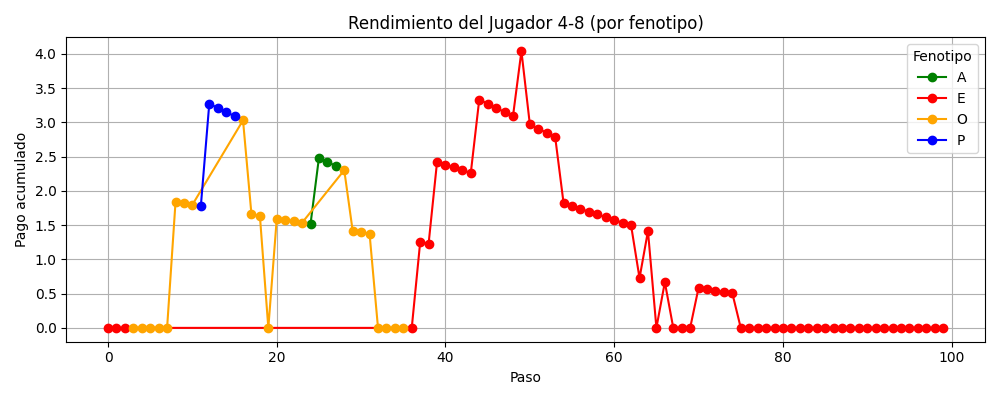 Rendimiento del Jugador 4-8 (por fenotipo)
Pago acumulado
4.0
3.5
3.0
2.5
2.0
1.5
1.0
0.5
0.0
0 20 40 60 80 100
Paso
Fenotipo
A
E
O
P